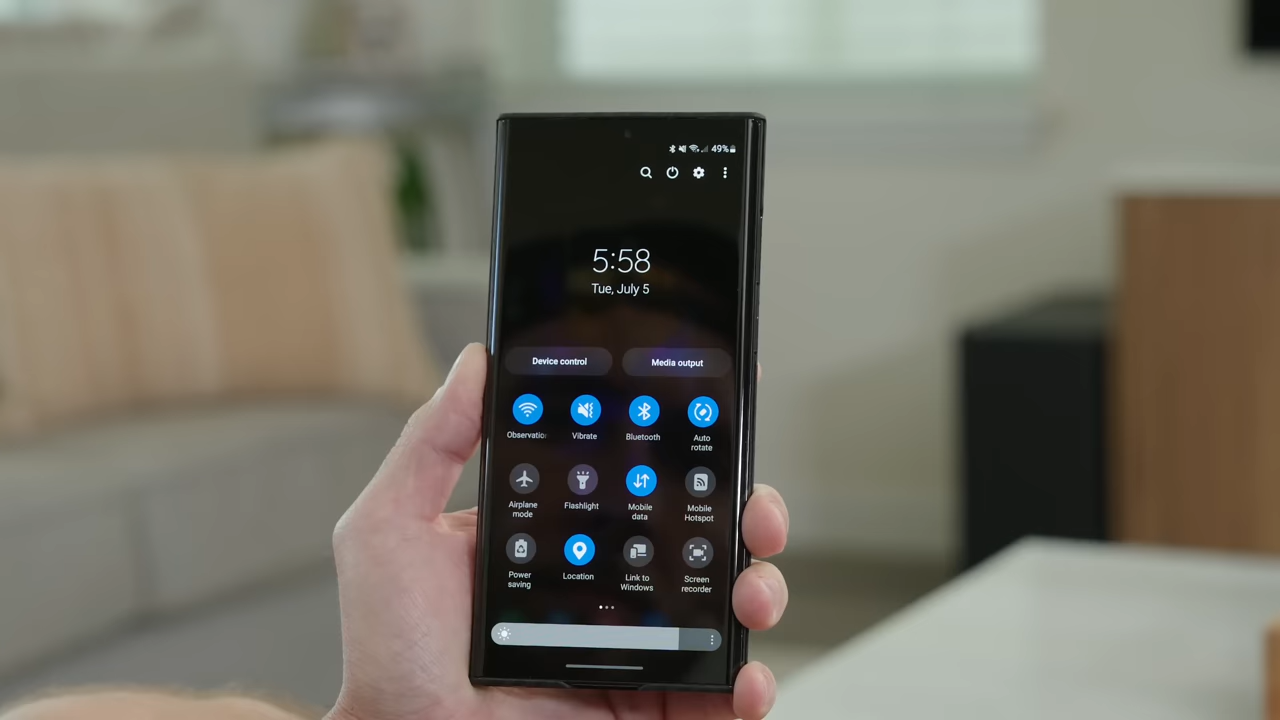 49%
5:58
Tue, July 5
Device control
Media output
Observatio
Vibrate
Bluetooth
Auto
rotate
Airplane
mode
Flashlight
Mobile
data
Mobile
Hotspot
Power
saving
Location
Link to
Windows
Screen
recorder